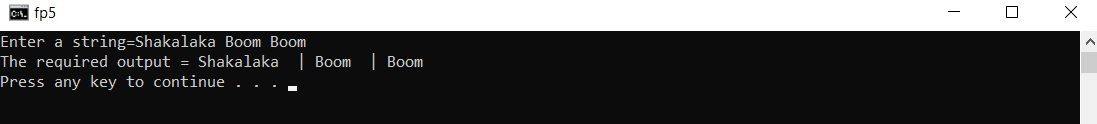 fp5
Enter a string=Shakalaka Boom Boom
The required output = Shakalaka  | Boom  | Boom
Press any key to continue . . .